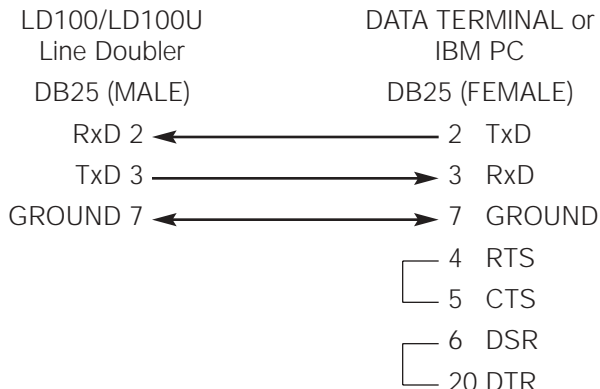 LD100/LD100U DATA TERMINAL or
Line Doubler IBM PC
DB25 (MALE) DB25 (FEMALE)
RxD 2 2 TxD
TxD 3 3 RxD
GROUND 7 7 GROUND
4 RTS
5 CTS
6 DSR
20 DTR